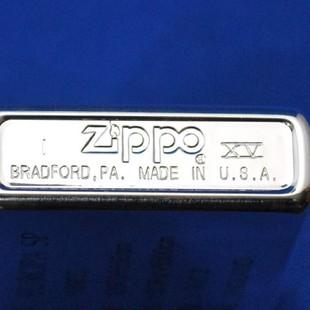 I zippo ® XV
BRADFORD, PA. MADE IN U.S.A.